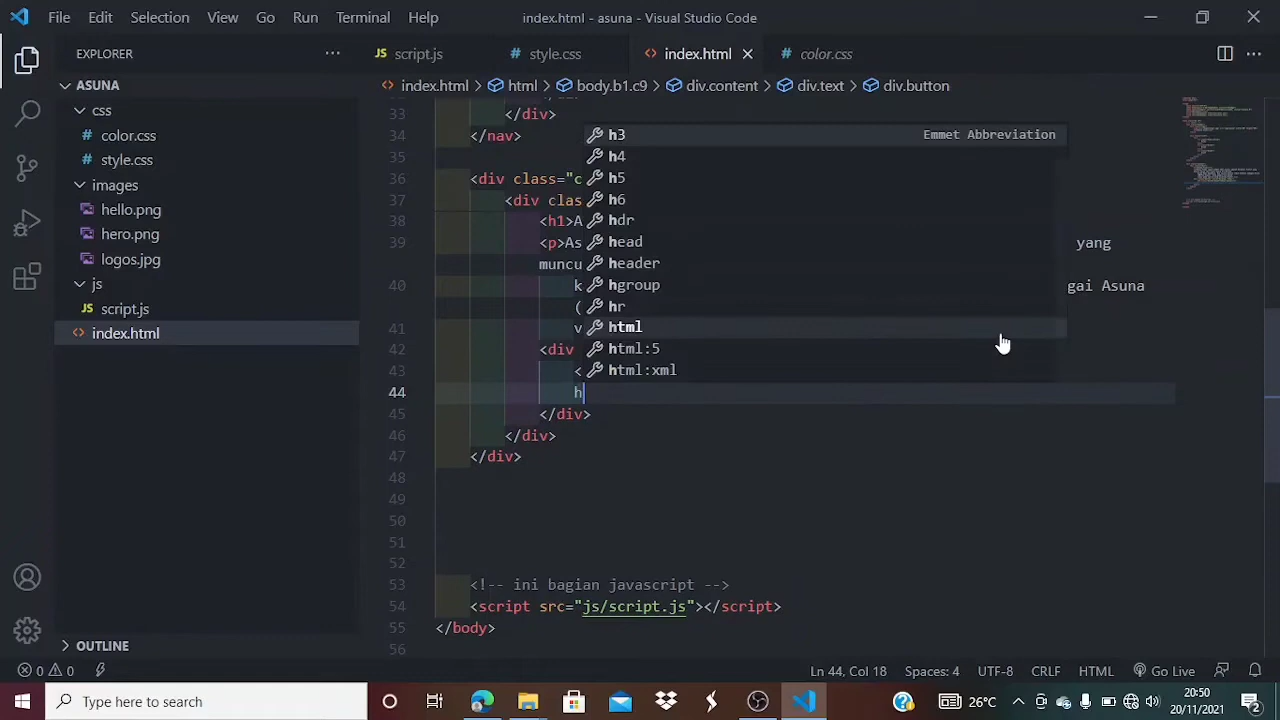 File Edit Selection View Go Run Terminal Help index.html - asuna - Visual Studio Code
EXPLORER
ASUNA
css
color.css
style.css
images
hello.png
hero.png
logos.jpg
js
JS script.js
index.html
OUTLINE
JS script.js # style.css <> index.html # color.css
<> index.html > html > body.b1.c9 > div.content > div.text > div.button
33 </div>
34 </nav>
35
36 <div class="c
37 <div clas
38 <h1>A
39 <p>As yang
muncu
40 k gai Asuna
(
41 v
42 <div
43 <
44 h
45 </div>
46 </div>
47 </div>
48
49
50
51
52
53 <!-- ini bagian javascript -->
54 <script src="js/script.js"></script>
55 </body>
56
h3 Emmet Abbreviation
h4
h5
h6
hdr
head
header
hgroup
hr
html
html:5
html:xml
0 0 Ln 44, Col 18 Spaces: 4 UTF-8 CRLF HTML Go Live
Type here to search 26°C 20:50
20/11/2021 2